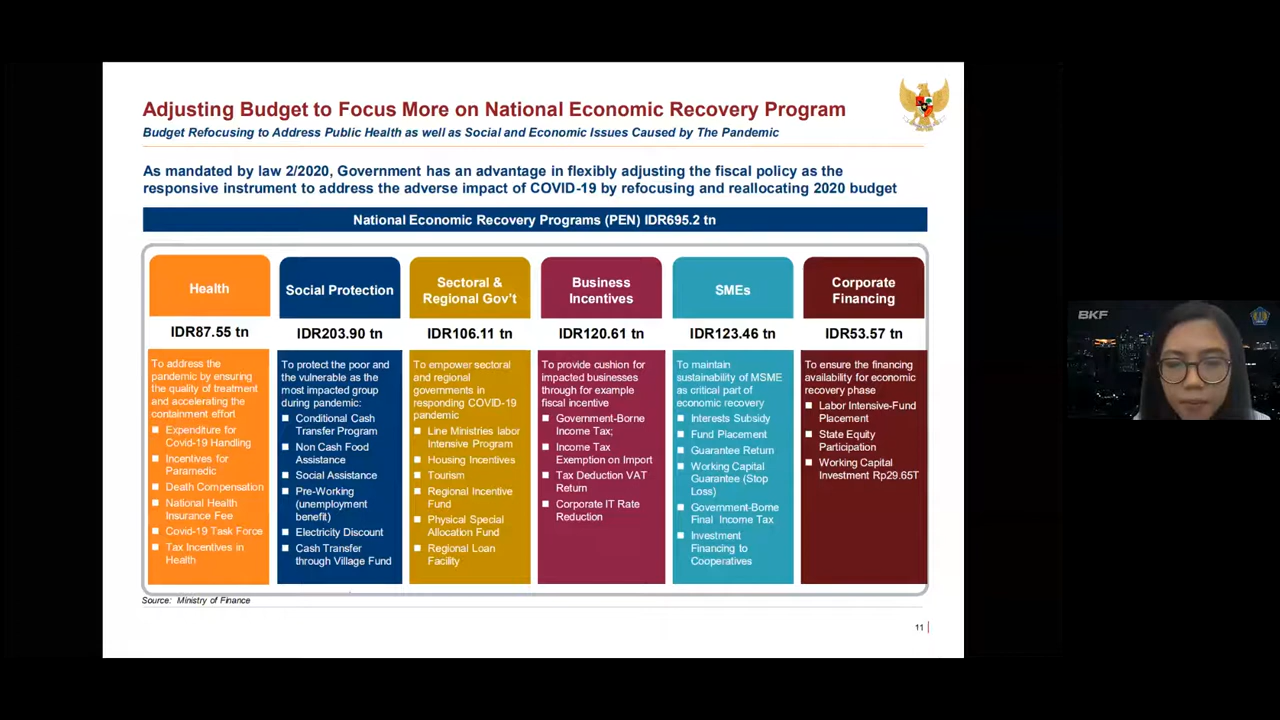 Adjusting Budget to Focus More on National Economic Recovery Program
Budget Refocusing to Address Public Health as well as Social and Economic Issues Caused by The Pandemic
As mandated by law 2/2020, Government has an advantage in flexibly adjusting the fiscal policy as the
responsive instrument to address the adverse impact of COVID-19 by refocusing and reallocating 2020 budget
National Economic Recovery Programs (PEN) IDR695.2 tn
Health
IDR87.55 tn
To address the
pandemic by ensuring
the quality of treatment
and accelerating the
containment effort
■ Expenditure for
Covid-19 Handling
■ Incentives for
Paramedic
■ Death Compensation
■ National Health
Insurance Fee
■ Covid-19 Task Force
■ Tax Incentives in
Health
Social Protection
IDR203.90 tn
To protect the poor and
the vulnerable as the
most impacted group
during pandemic:
■ Conditional Cash
Transfer Program
■ Non Cash Food
Assistance
■ Social Assistance
■ Pre-Working
(unemployment
benefit)
■ Electricity Discount
■ Cash Transfer
through Village Fund
Sectoral &
Regional Gov't
IDR106.11 tn
To empower sectoral
and regional
governments in
responding COVID-19
pandemic
■ Line Ministries labor
Intensive Program
■ Housing Incentives
■ Tourism
■ Regional Incentive
Fund
■ Physical Special
Allocation Fund
■ Regional Loan
Facility
Business
Incentives
IDR120.61 tn
To provide cushion for
impacted businesses
through for example
fiscal incentive
■ Government-Borne
Income Tax;
■ Income Tax
Exemption on Import
■ Tax Deduction VAT
Return
■ Corporate IT Rate
Reduction
SMEs
IDR123.46 tn
To maintain
sustainability of MSME
as critical part of
economic recovery
■ Interests Subsidy
■ Fund Placement
■ Guarantee Return
■ Working Capital
Guarantee (Stop
Loss)
■ Government-Borne
Final Income Tax
■ Investment
Financing to
Cooperatives
Corporate
Financing
IDR53.57 tn
To ensure the financing
availability for economic
recovery phase
■ Labor Intensive-Fund
Placement
■ State Equity
Participation
■ Working Capital
Investment Rp29.65T
Source: Ministry of Finance
11
BKF